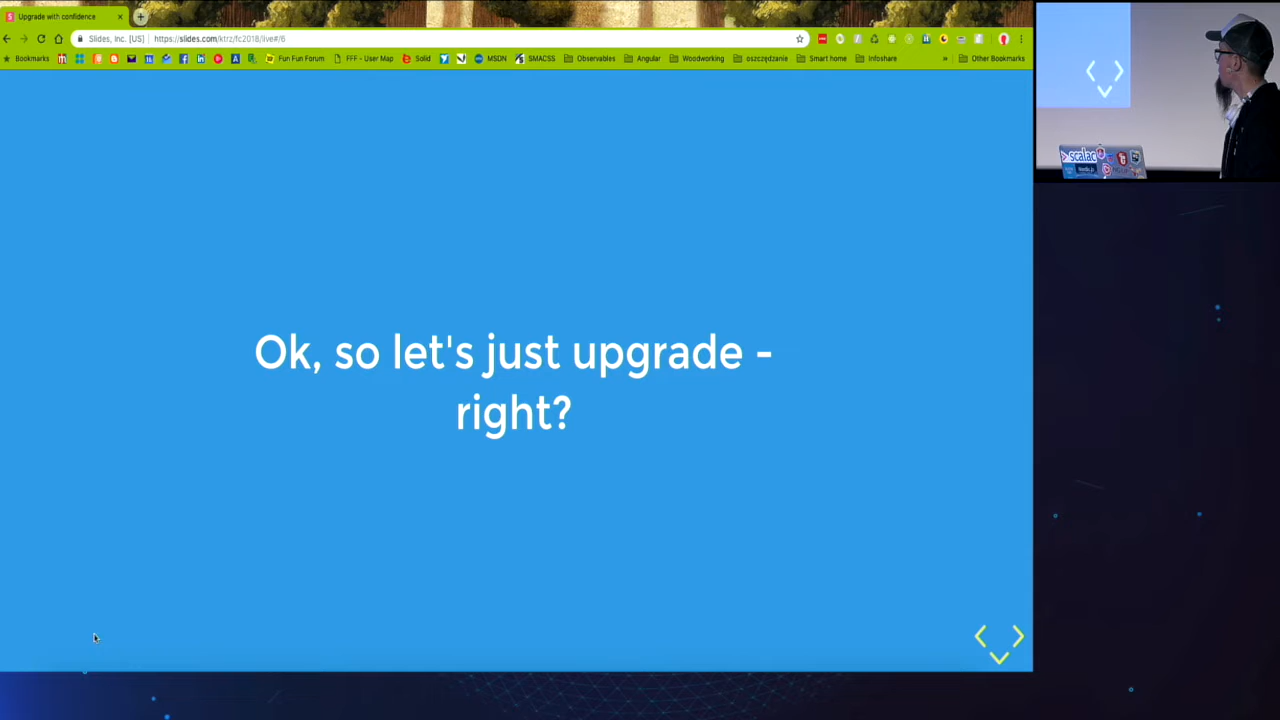 Upgrade with confidence
Slides, Inc. [US] https://slides.com/ktrz/fc2018/live#/6
Bookmarks Fun Fun Forum FFF - User Map Solid MSDN SMACSS Observables Angular Woodworking oszczędzanie Smart home Infoshare » Other Bookmarks
Ok, so let's just upgrade -
right?
scalac